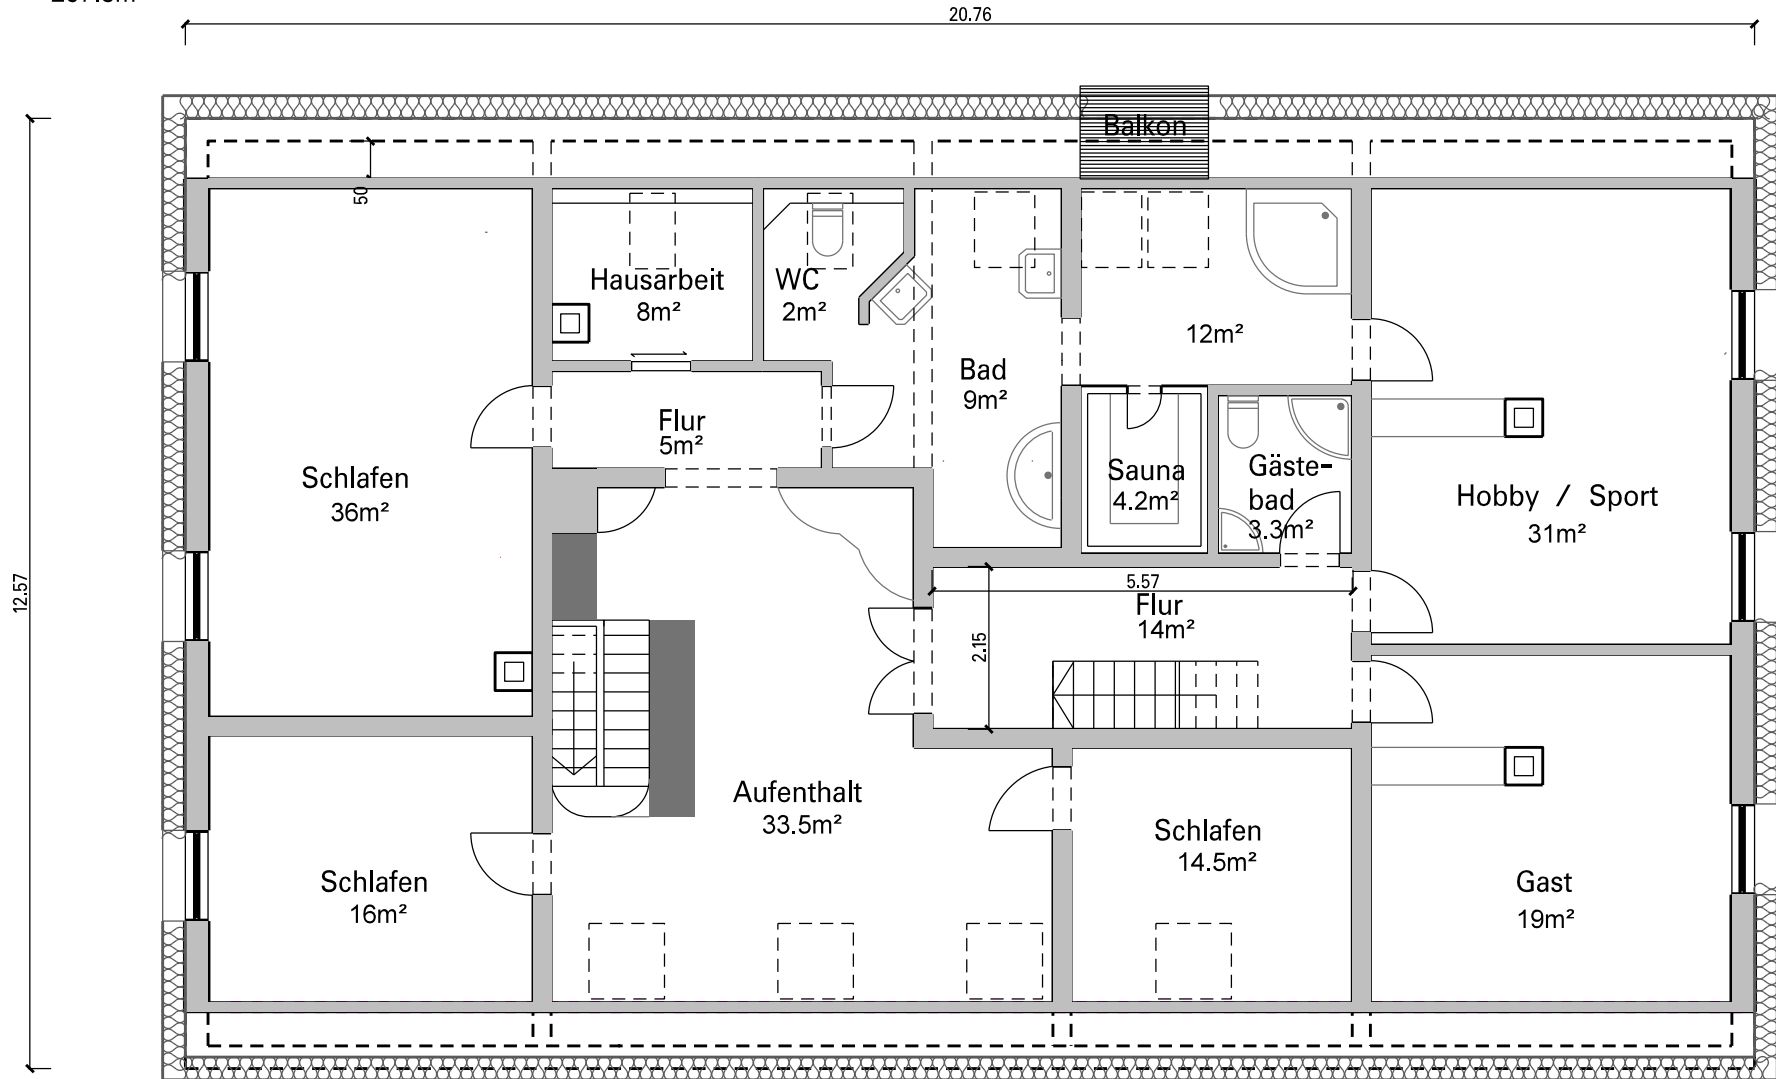 20.76
Balkon
50
Hausarbeit
8m²
WC
2m²
12m²
Bad
9m²
Flur
5m²
Schlafen
36m²
Sauna
4.2m²
Gäste-
bad
3.3m²
Hobby / Sport
31m²
12.57
5.57
Flur
14m²
2.15
Aufenthalt
33.5m²
Schlafen
14.5m²
Schlafen
16m²
Gast
19m²